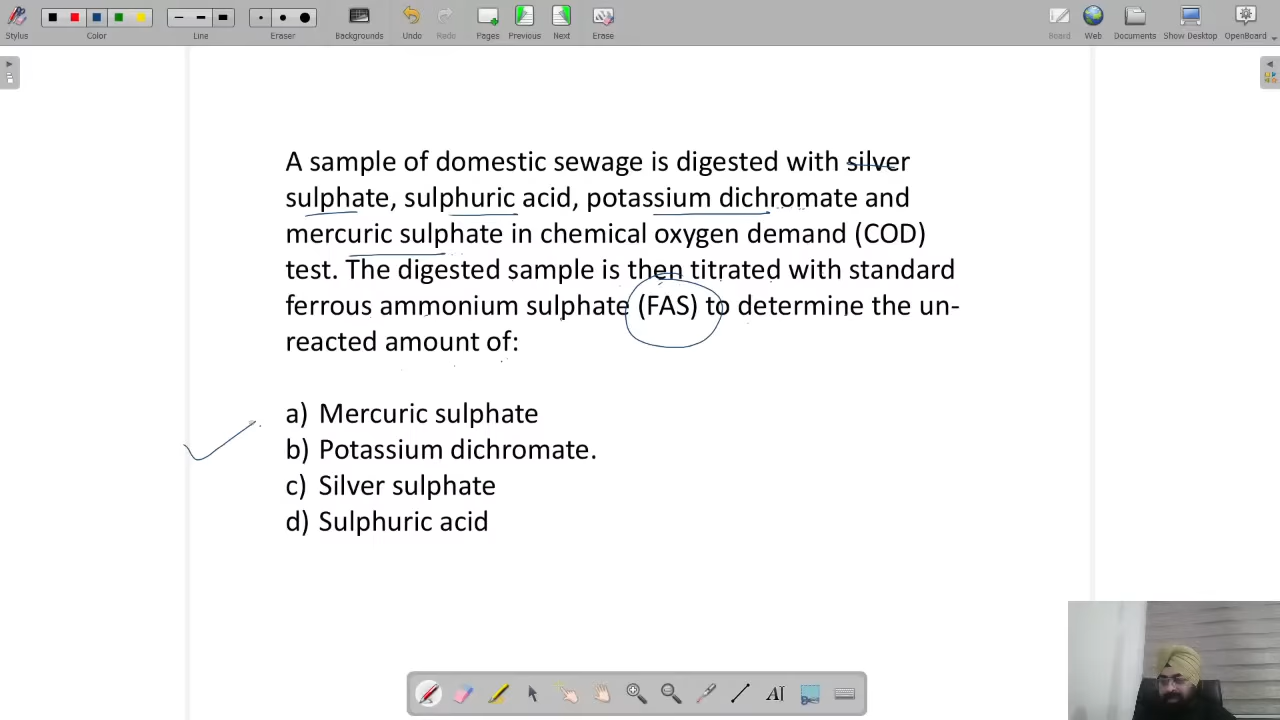 Stylus
Color
Line
Eraser
Backgrounds
Undo
Redo
Pages
Previous
Next
Erase
Board
Web
Documents
Show Desktop
OpenBoard
A sample of domestic sewage is digested with silver
sulphate, sulphuric acid, potassium dichromate and
mercuric sulphate in chemical oxygen demand (COD)
test. The digested sample is then titrated with standard
ferrous ammonium sulphate (FAS) to determine the un-
reacted amount of:
a) Mercuric sulphate
b) Potassium dichromate.
c) Silver sulphate
d) Sulphuric acid